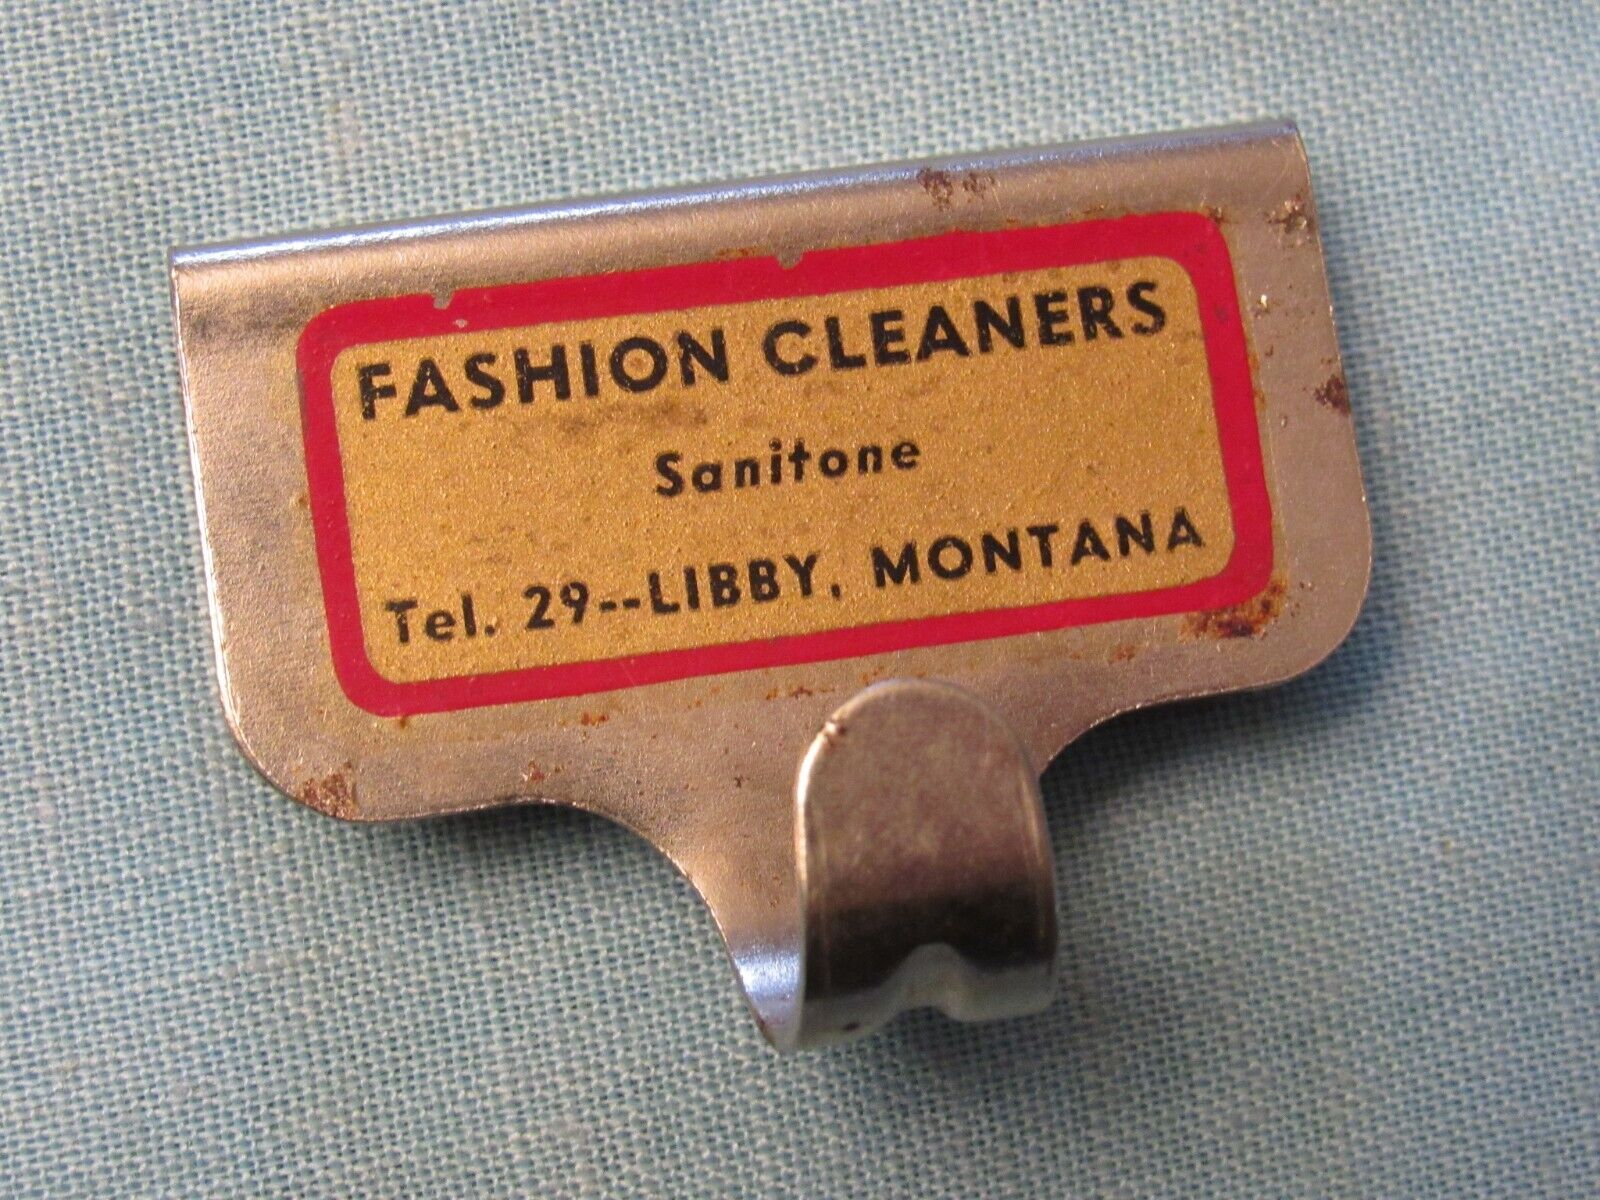 FASHION CLEANERS
Sanitone
Tel. 29--LIBBY, MONTANA